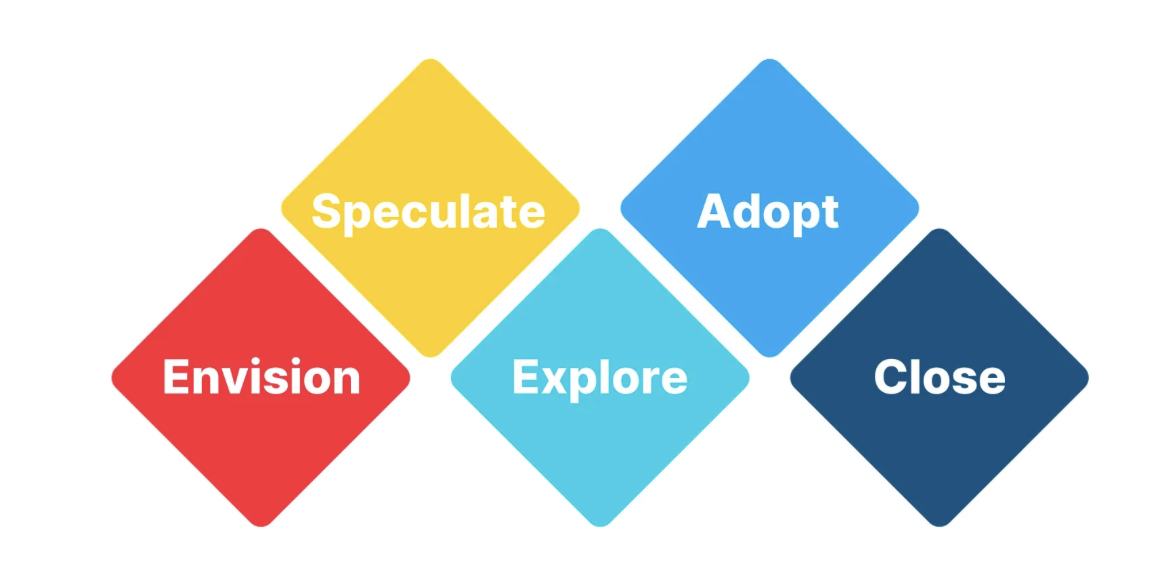 Envision
Speculate
Explore
Adopt
Close